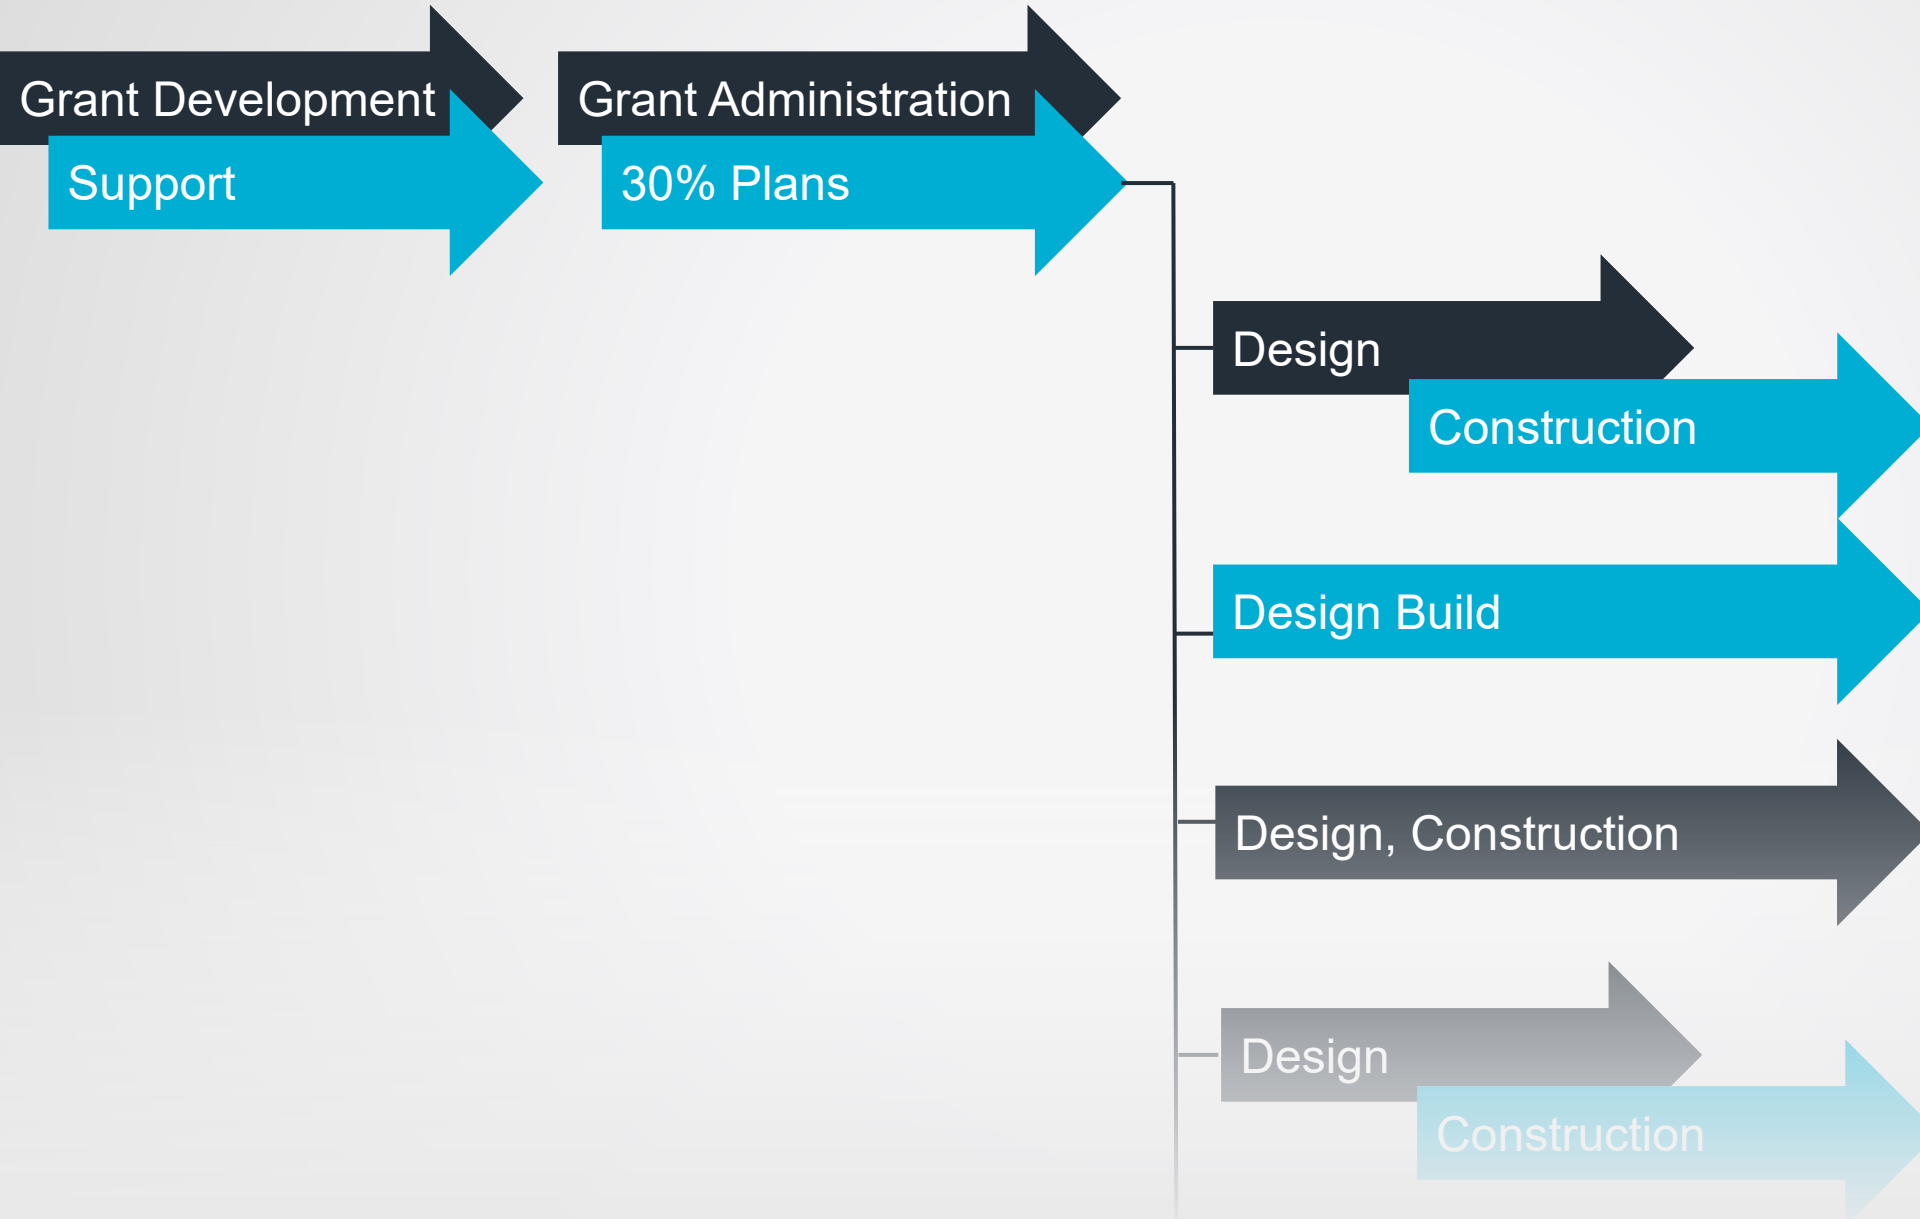 Grant Development
Support
Grant Administration
30% Plans
Design
Construction
Design Build
Design, Construction
Design
Construction